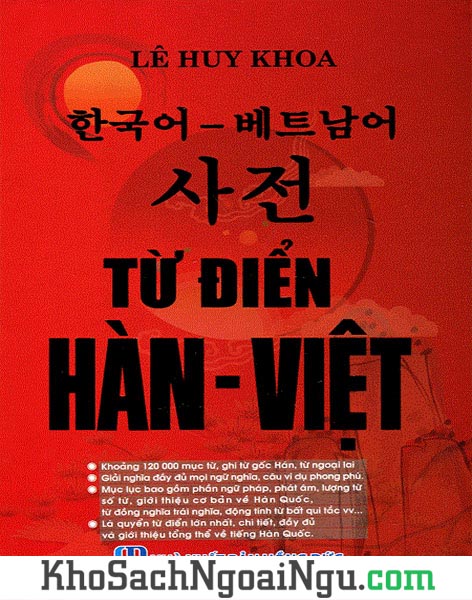 LÊ HUY KHOA
한국어 – 베트남어
사전
TỪ ĐIỂN
HÀN - VIỆT
Khoảng 120 000 mục từ, ghi từ gốc Hán, từ ngoại lai
Giải nghĩa đầy đủ mọi ngữ nghĩa, câu ví dụ phong phú.
Mục lục bao gồm phần ngữ pháp, phát âm, lượng từ
số từ, giới thiệu cơ bản về Hàn Quốc,
từ đồng nghĩa trái nghĩa, động tính từ bất qui tắc vv...
Là quyển từ điển lớn nhất, chi tiết, đầy đủ
và giới thiệu tổng thể về tiếng Hàn Quốc.
KhoSachNgoaiNgu.com